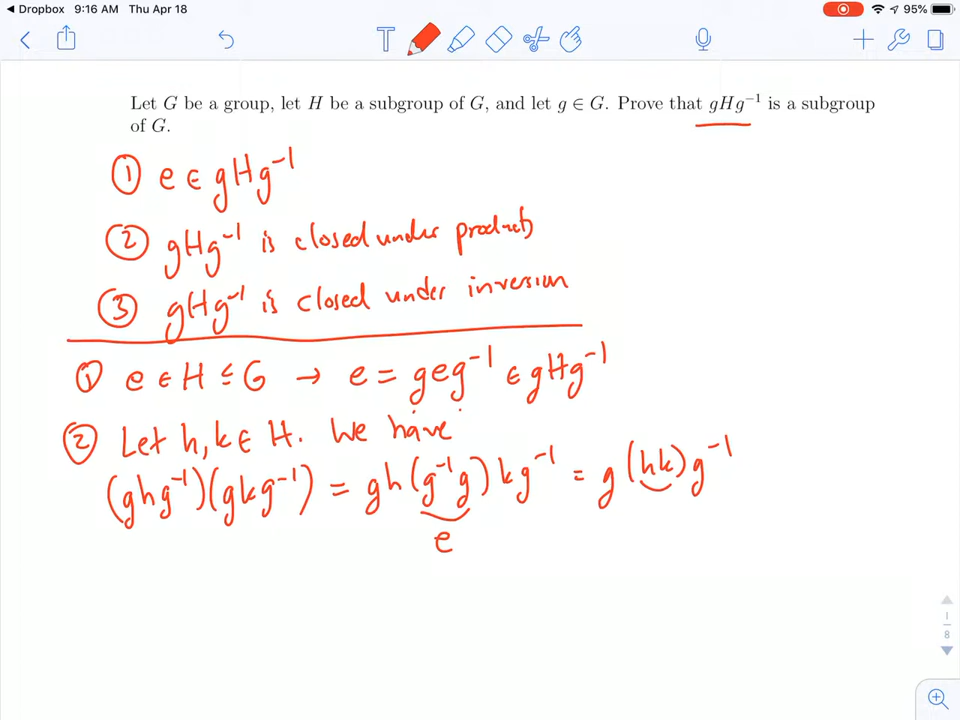 Dropbox 9:16 AM Thu Apr 18 95%
T
Let G be a group, let H be a subgroup of G, and let g ∈ G. Prove that gHg⁻¹ is a subgroup
of G.
① e ∈ gHg⁻¹
② gHg⁻¹ is closed under products
③ gHg⁻¹ is closed under inversion
① e ∈ H ≤ G → e = geg⁻¹ ∈ gHg⁻¹
② Let h, k ∈ H. We have
(ghg⁻¹)(gkg⁻¹) = gh(g⁻¹g)kg⁻¹ = g(hk)g⁻¹
e
1
8